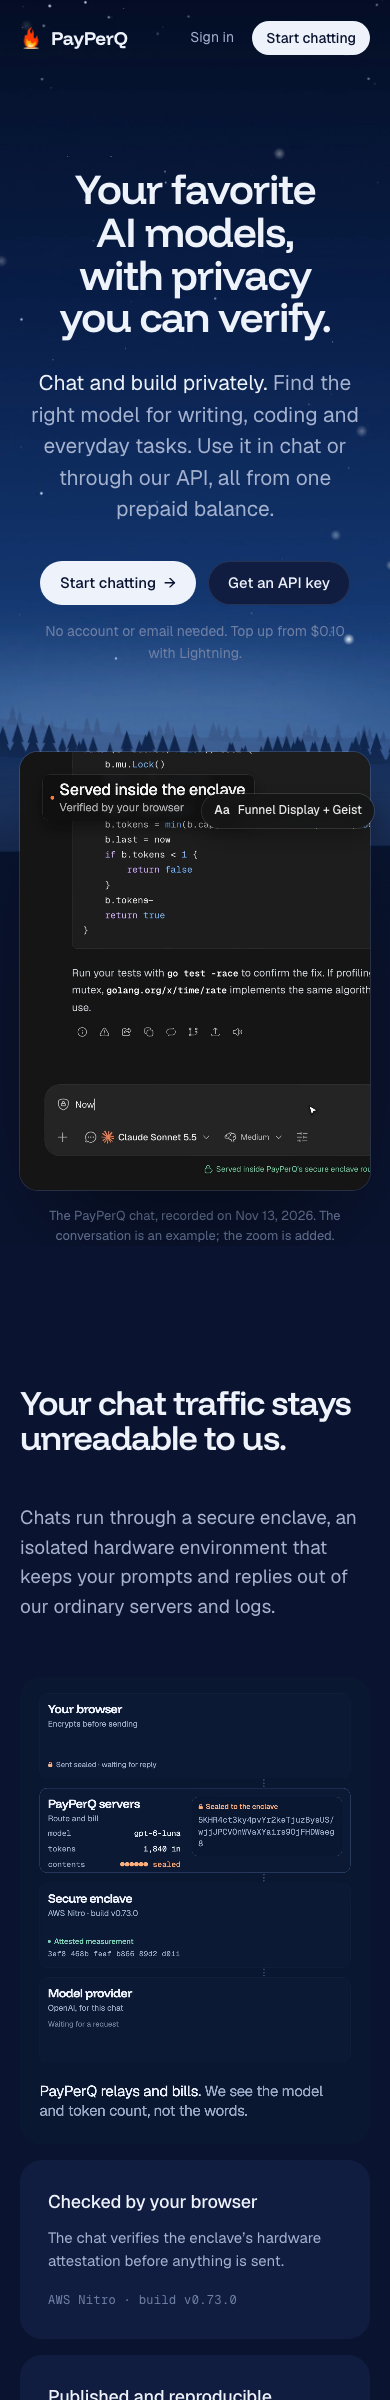 PayPerQ
Sign in
Start chatting
Your favorite
AI models,
with privacy
you can verify.
Chat and build privately. Find the
right model for writing, coding and
everyday tasks. Use it in chat or
through our API, all from one
prepaid balance.
Start chatting →
Get an API key
No account or email needed. Top up from $0.10
with Lightning.
b.mu.Lock()
Served inside the enclave
Verified by your browser
Aa Funnel Display + Geist
b.tokens = min(b.cap
b.last = now
if b.tokens < 1 {
return false
}
b.tokens—
return true
}
Run your tests with go test -race to confirm the fix. If profiling
mutex, golang.org/x/time/rate implements the same algorith
use.
Now
Claude Sonnet 5.5
Medium
Served inside PayPerQ's secure enclave rou
The PayPerQ chat, recorded on Nov 13, 2026. The
conversation is an example; the zoom is added.
Your chat traffic stays
unreadable to us.
Chats run through a secure enclave, an
isolated hardware environment that
keeps your prompts and replies out of
our ordinary servers and logs.
Your browser
Encrypts before sending
Sent sealed · waiting for reply
PayPerQ servers
Route and bill
model gpt-6-luna
tokens 1,840 in
contents sealed
Sealed to the enclave
Secure enclave
AWS Nitro · build v0.73.0
Attested measurement
Model provider
OpenAI, for this chat
Waiting for a request
PayPerQ relays and bills. We see the model
and token count, not the words.
Checked by your browser
The chat verifies the enclave's hardware
attestation before anything is sent.
AWS Nitro · build v0.73.0
Published and reproducible